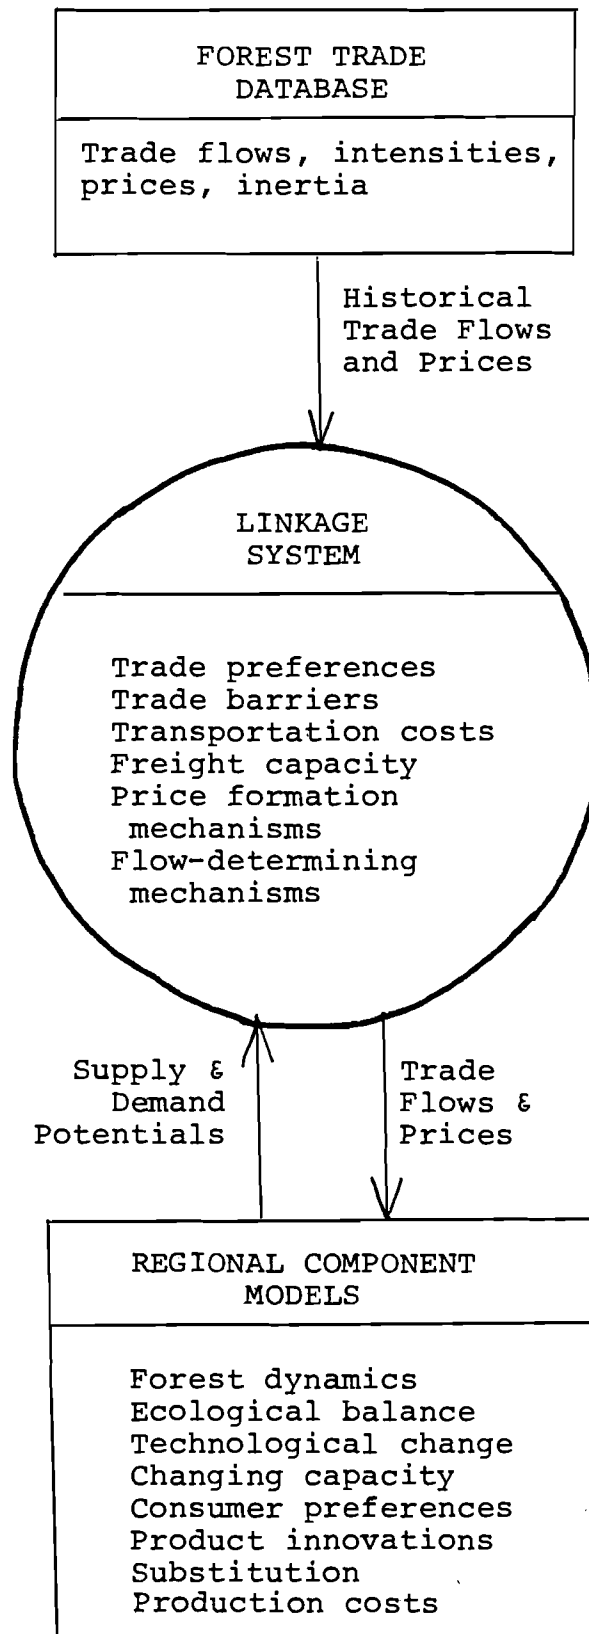 FOREST TRADE
DATABASE
Trade flows, intensities,
prices, inertia
Historical
Trade Flows
and Prices
LINKAGE
SYSTEM
Trade preferences
Trade barriers
Transportation costs
Freight capacity
Price formation
mechanisms
Flow-determining
mechanisms
Supply &
Demand
Potentials
Trade
Flows &
Prices
REGIONAL COMPONENT
MODELS
Forest dynamics
Ecological balance
Technological change
Changing capacity
Consumer preferences
Product innovations
Substitution
Production costs